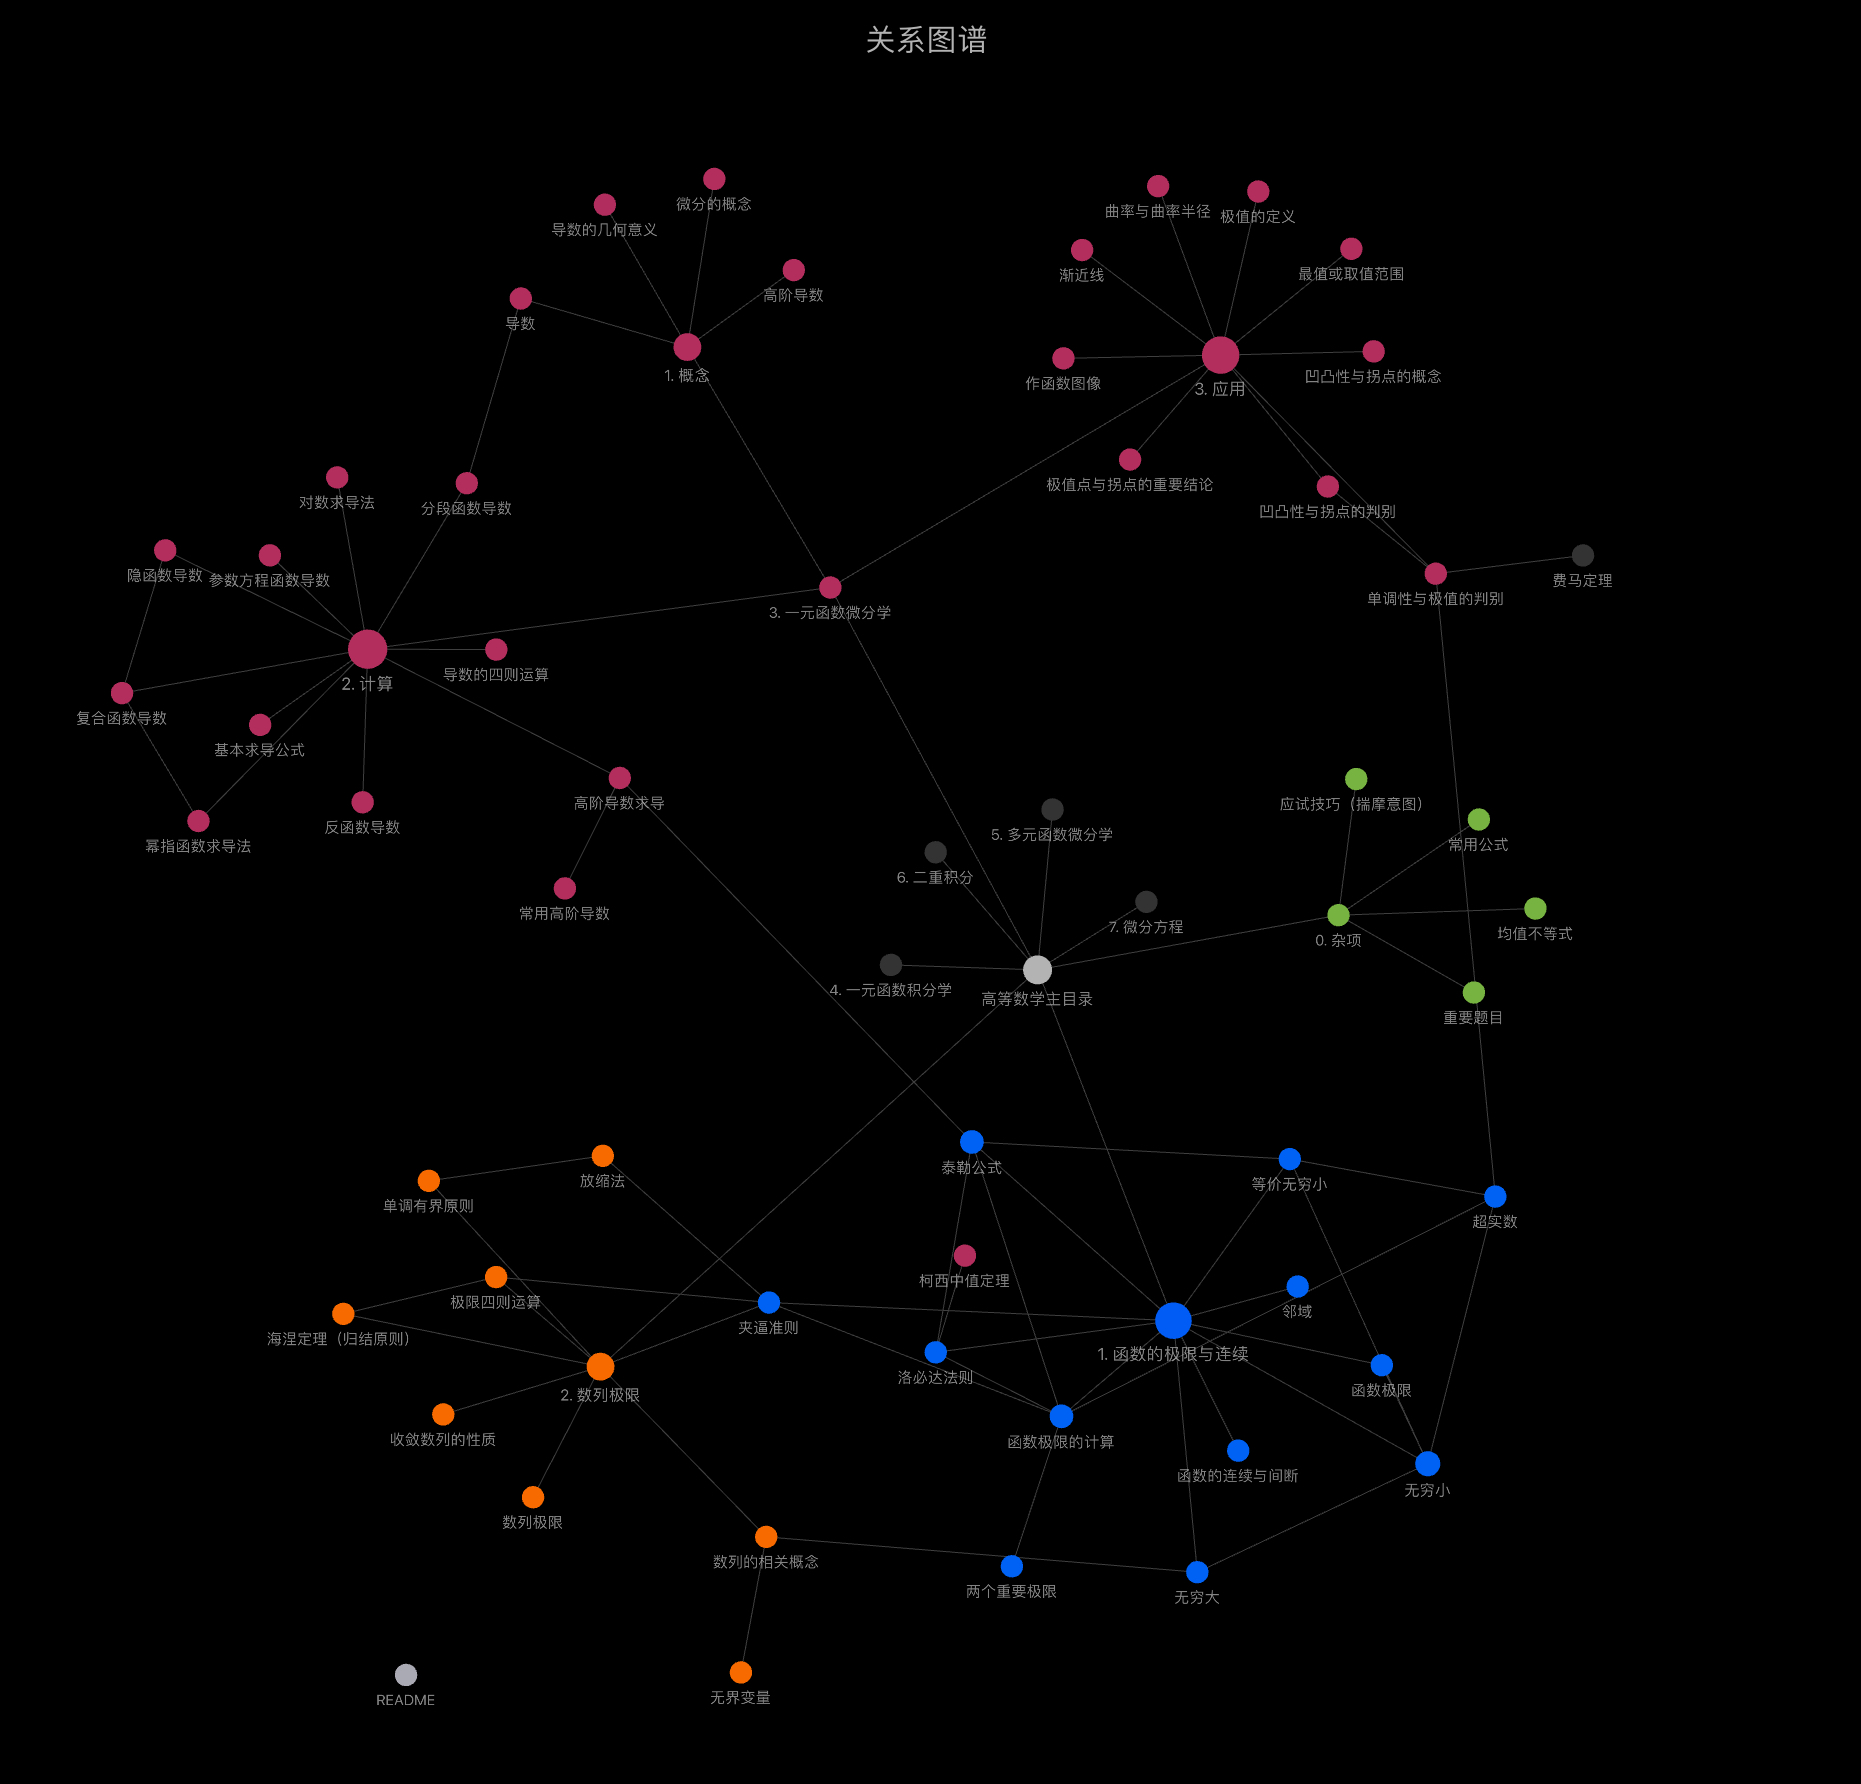 关系图谱
微分的概念
导数的几何意义
曲率与曲率半径
极值的定义
渐近线
最值或取值范围
高阶导数
导数
1. 概念
作函数图像
3. 应用
凹凸性与拐点的概念
极值点与拐点的重要结论
对数求导法
分段函数导数
凹凸性与拐点的判别
隐函数导数
参数方程函数导数
费马定理
单调性与极值的判别
3. 一元函数微分学
导数的四则运算
2. 计算
复合函数导数
基本求导公式
高阶导数求导
应试技巧（揣摩意图）
反函数导数
5. 多元函数微分学
幂指函数求导法
常用公式
6. 二重积分
常用高阶导数
7. 微分方程
均值不等式
0. 杂项
4. 一元函数积分学
高等数学主目录
重要题目
泰勒公式
放缩法
等价无穷小
单调有界原则
超实数
柯西中值定理
极限四则运算
邻域
夹逼准则
海涅定理（归结原则）
1. 函数的极限与连续
洛必达法则
函数极限
2. 数列极限
收敛数列的性质
函数极限的计算
函数的连续与间断
无穷小
数列极限
数列的相关概念
两个重要极限
无穷大
无界变量
README